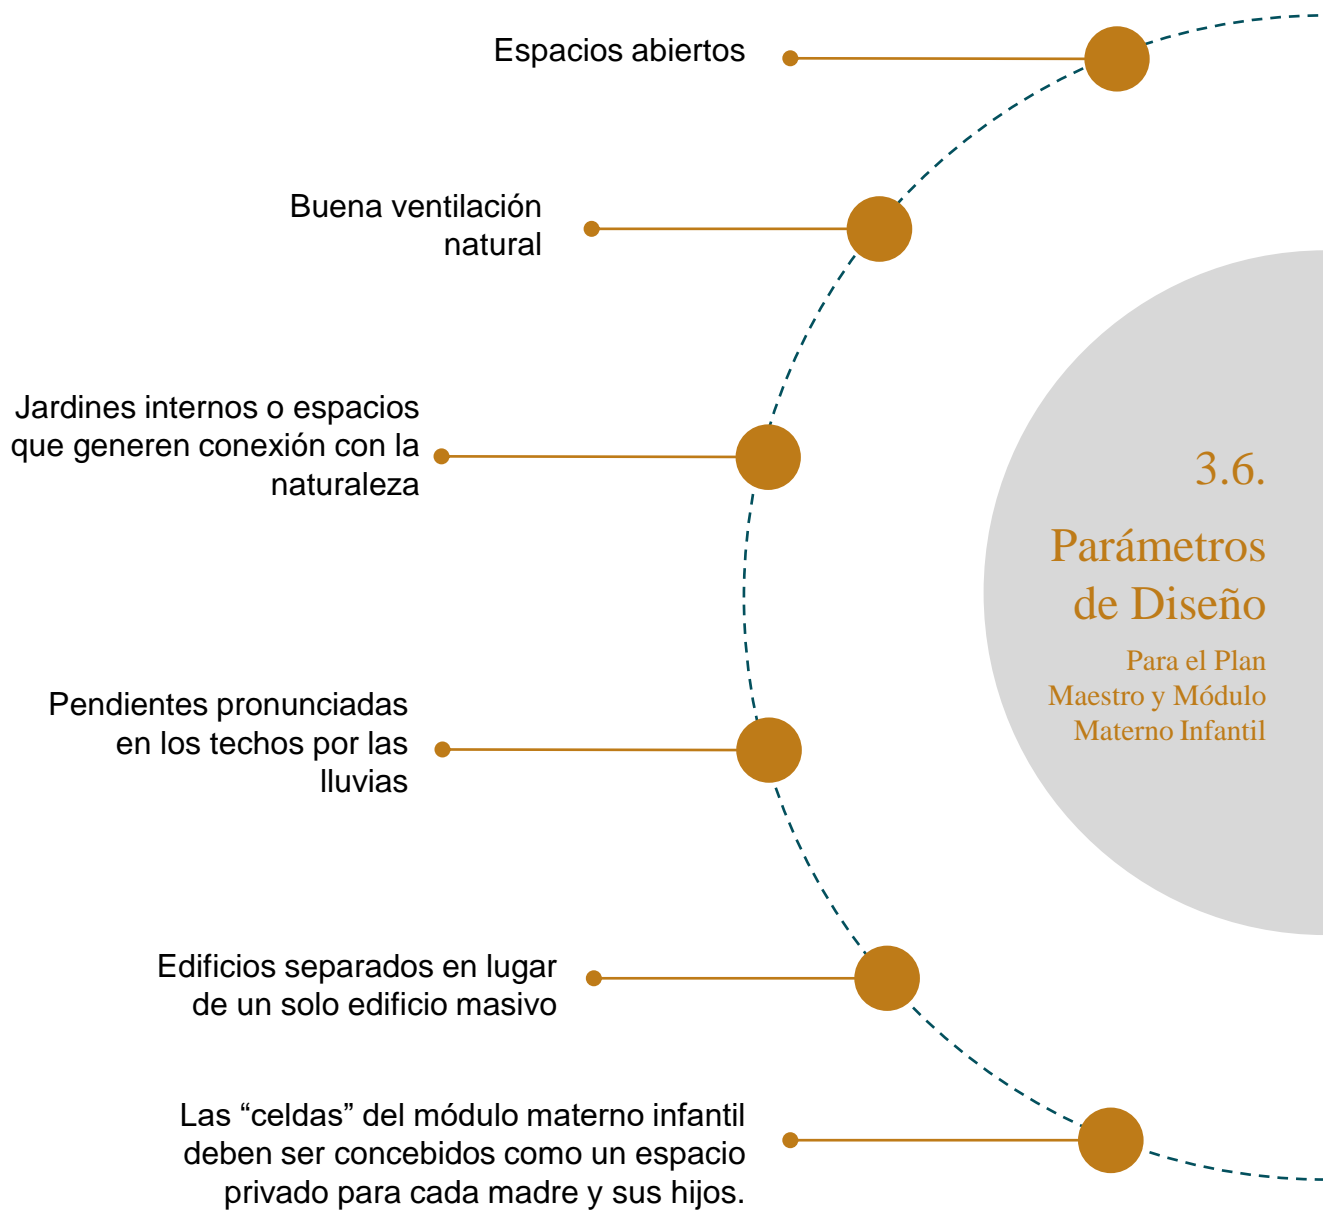 Espacios abiertos
Buena ventilación
natural
Jardines internos o espacios
que generen conexión con la
naturaleza
3.6.
Parámetros
de Diseño
Para el Plan
Maestro y Módulo
Materno Infantil
Pendientes pronunciadas
en los techos por las
lluvias
Edificios separados en lugar
de un solo edificio masivo
Las “celdas” del módulo materno infantil
deben ser concebidos como un espacio
privado para cada madre y sus hijos.